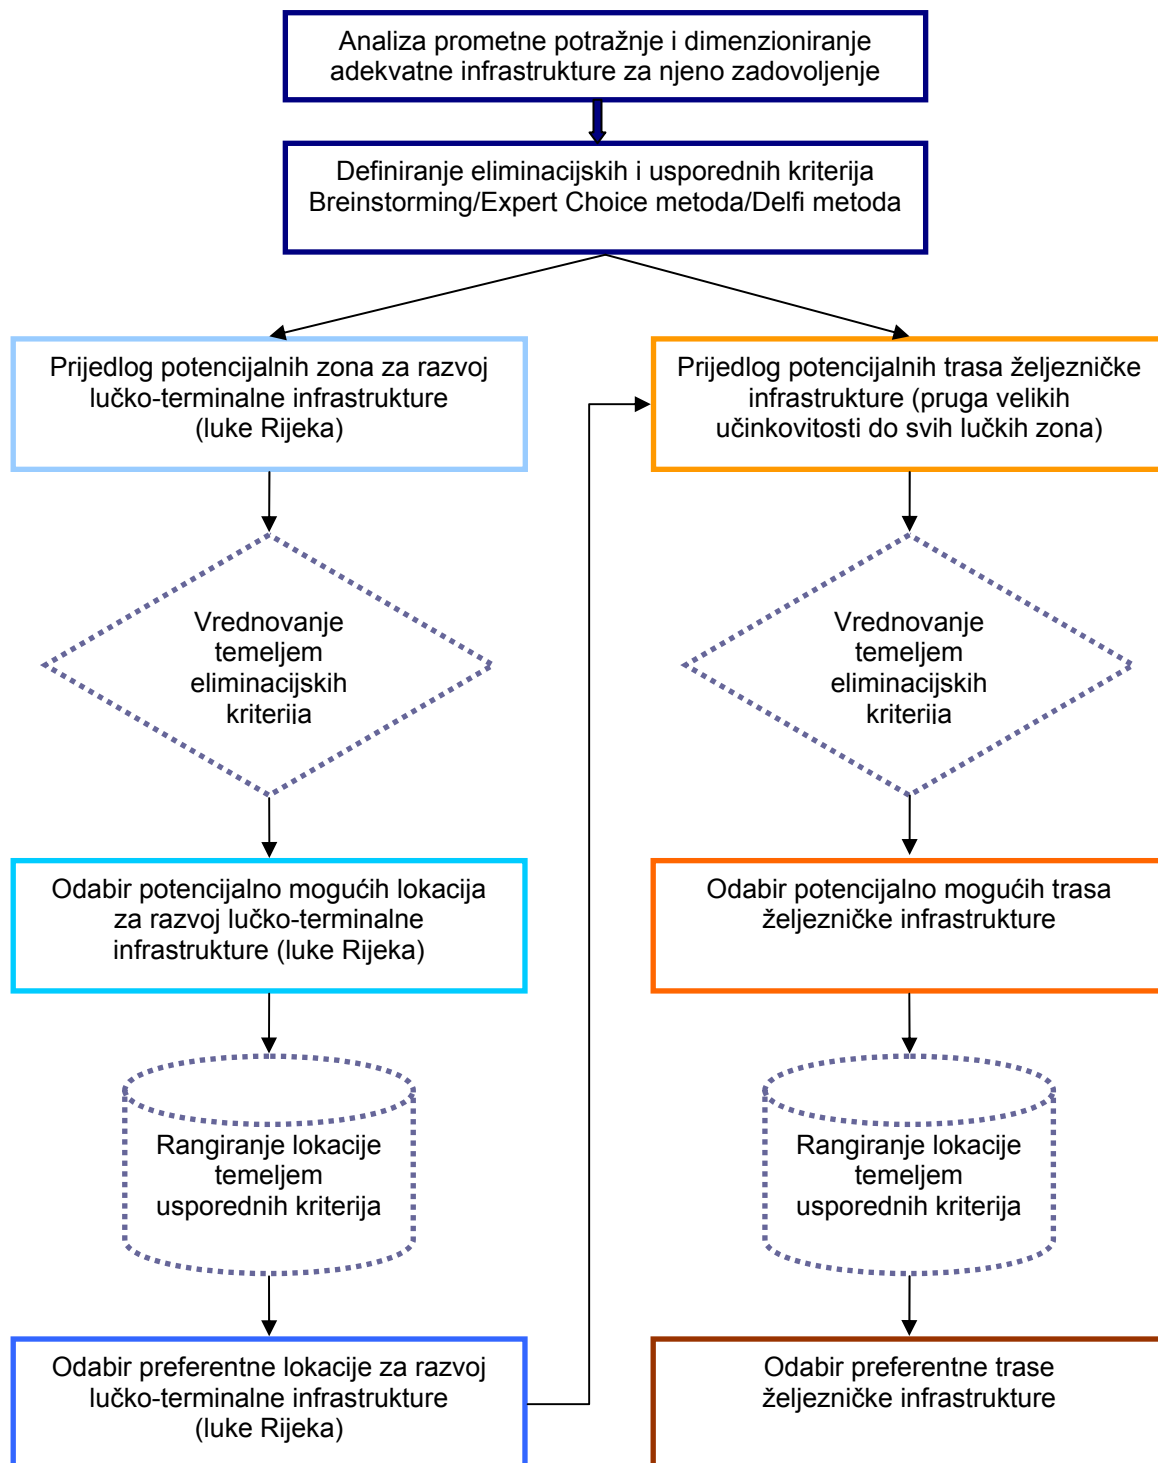 Analiza prometne potražnje i dimenzioniranje
adekvatne infrastrukture za njeno zadovoljenje
Definiranje eliminacijskih i usporednih kriterija
Breinstorming/Expert Choice metoda/Delfi metoda
Prijedlog potencijalnih zona za razvoj
lučko-terminalne infrastrukture
(luke Rijeka)
Prijedlog potencijalnih trasa željezničke
infrastrukture (pruga velikih
učinkovitosti do svih lučkih zona)
Vrednovanje
temeljem
eliminacijskih
kriterija
Vrednovanje
temeljem
eliminacijskih
kriterija
Odabir potencijalno mogućih lokacija
za razvoj lučko-terminalne
infrastrukture (luke Rijeka)
Odabir potencijalno mogućih trasa
željezničke infrastrukture
Rangiranje lokacije
temeljem
usporednih kriterija
Rangiranje lokacije
temeljem
usporednih kriterija
Odabir preferentne lokacije za razvoj
lučko-terminalne infrastrukture
(luke Rijeka)
Odabir preferentne trase
željezničke infrastrukture